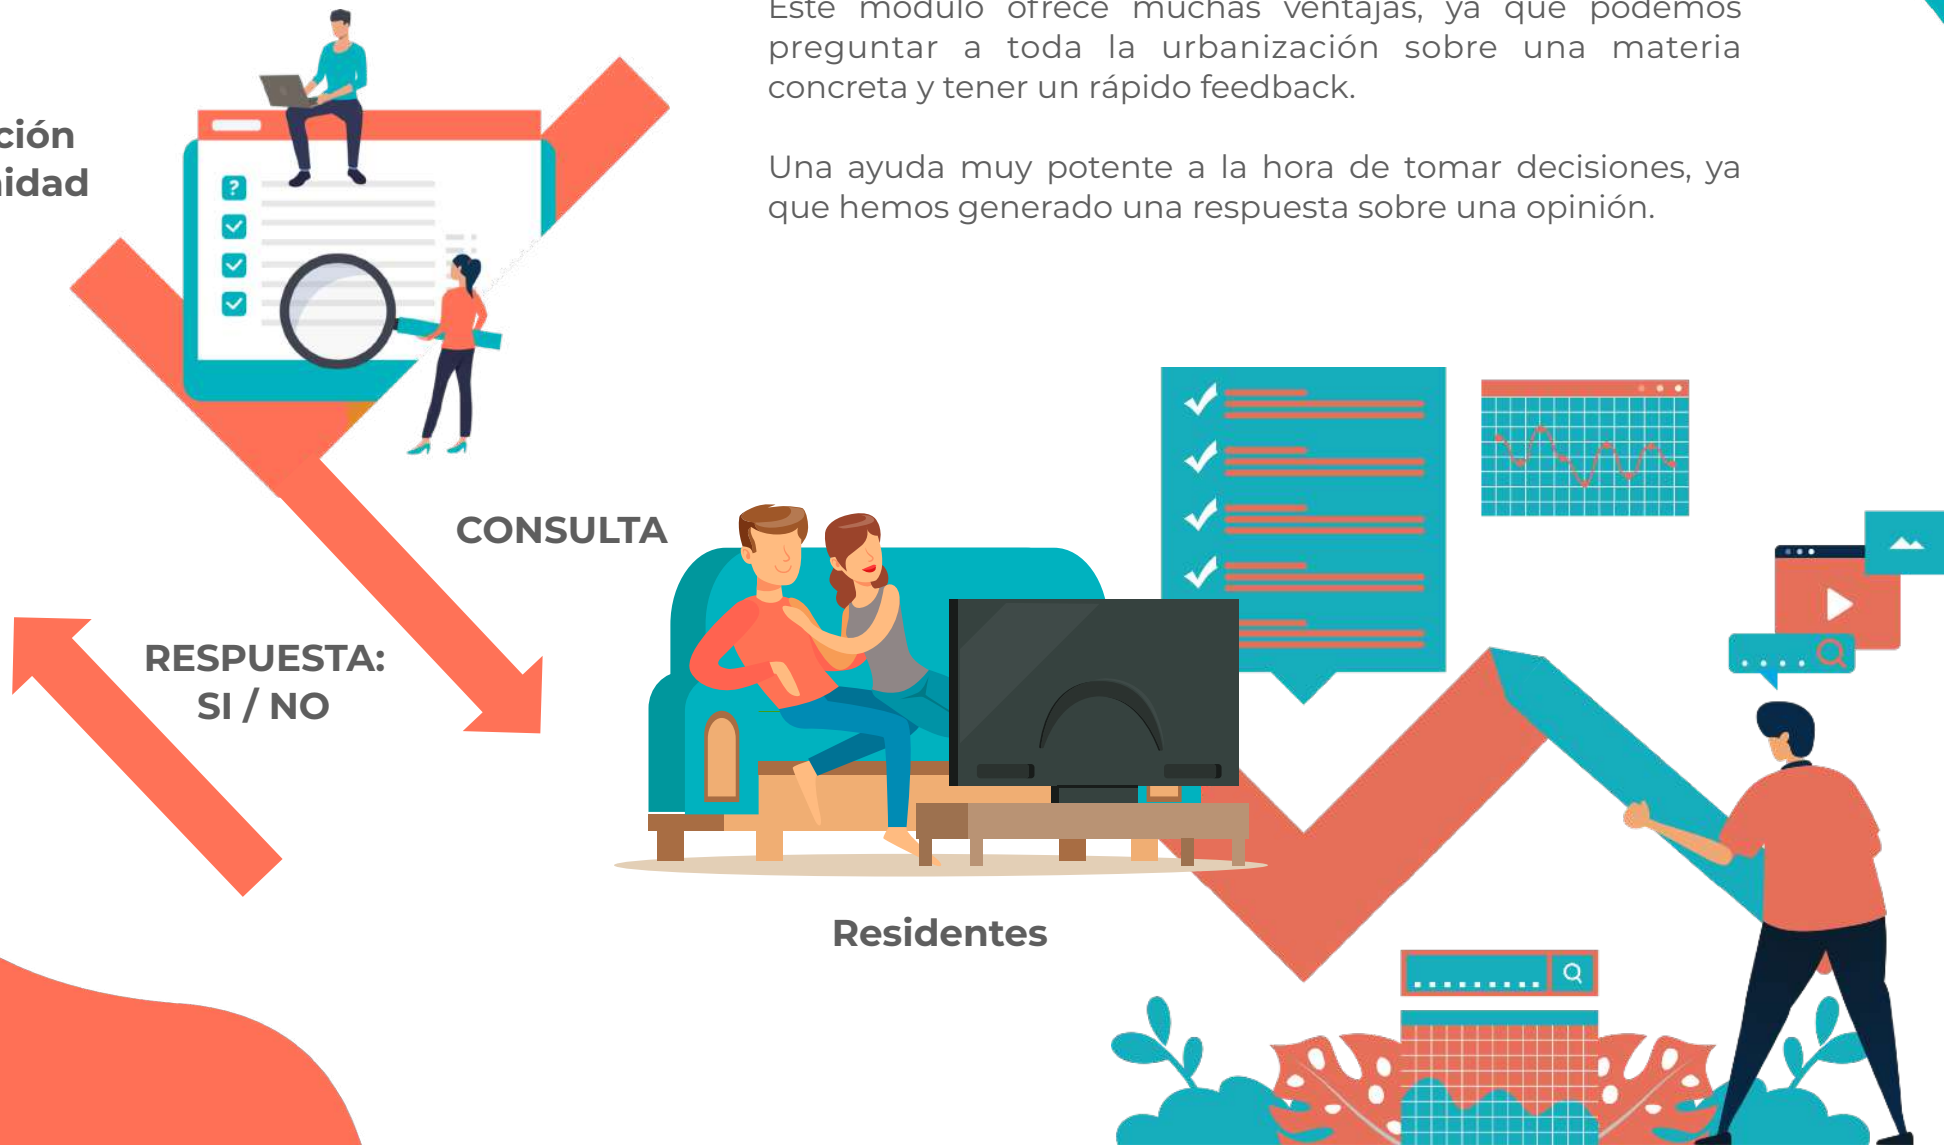 Este módulo ofrece muchas ventajas, ya que podemos
preguntar a toda la urbanización sobre una materia
concreta y tener un rápido feedback.
Una ayuda muy potente a la hora de tomar decisiones, ya
que hemos generado una respuesta sobre una opinión.
ción
nidad
?
CONSULTA
RESPUESTA:
SI / NO
Residentes